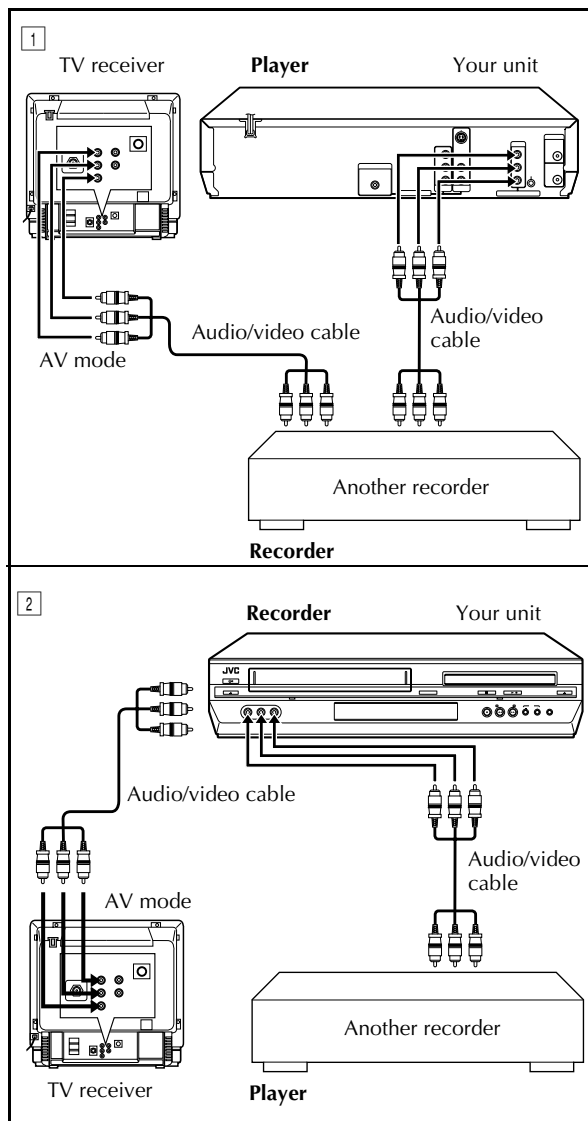 1
TV receiver
Player
Your unit
Audio/video cable
Audio/video
cable
AV mode
Another recorder
Recorder
2
Recorder
Your unit
JVC
Audio/video cable
Audio/video
cable
AV mode
Another recorder
TV receiver
Player